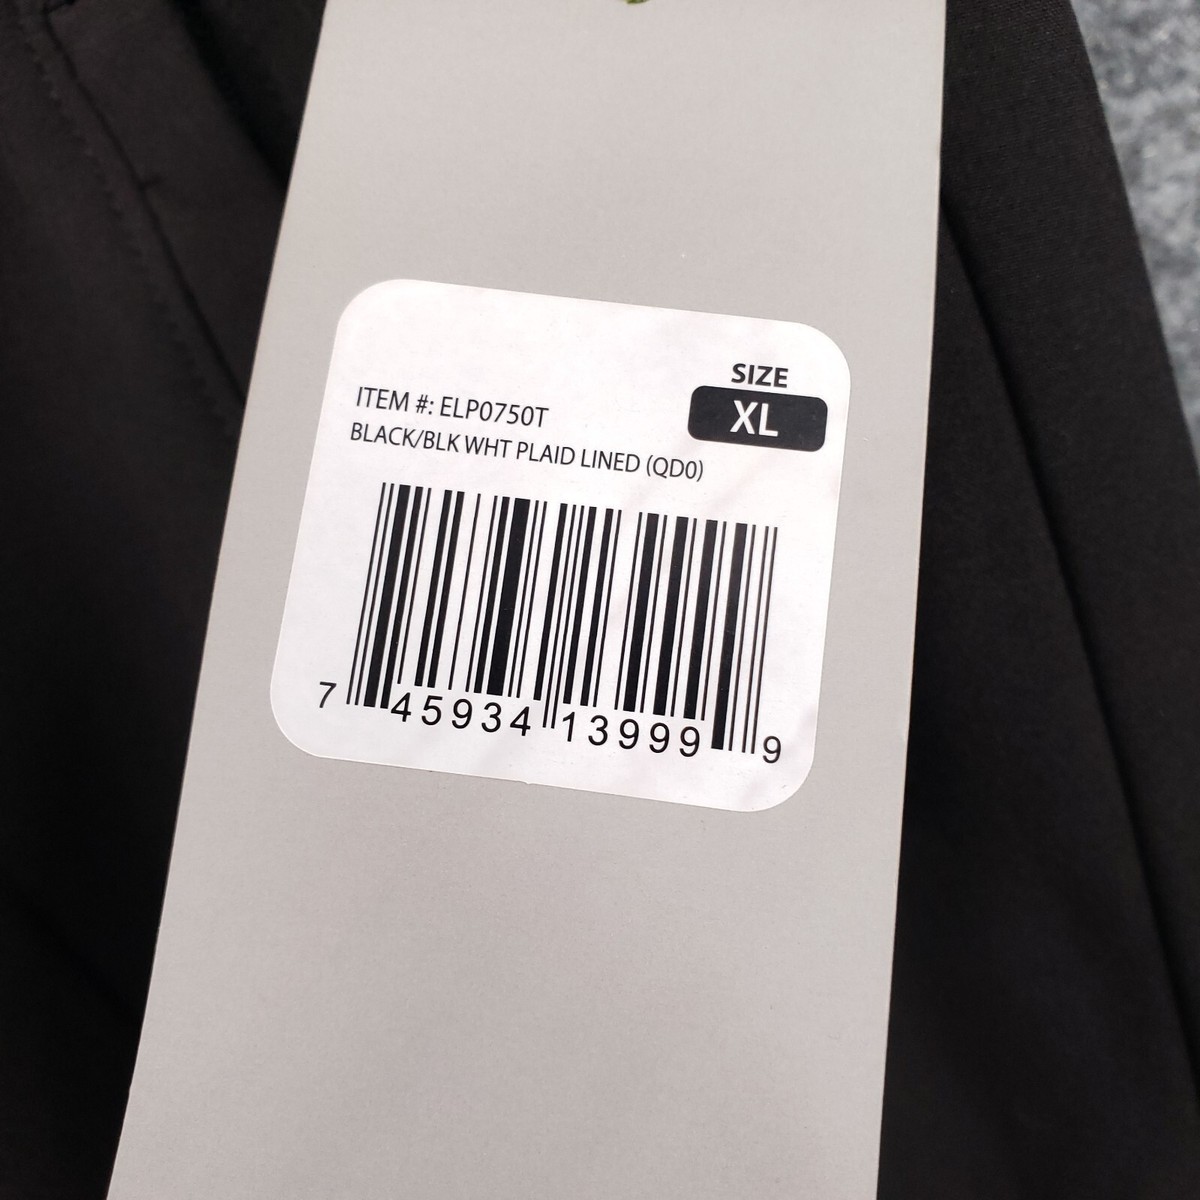 SIZE
XL
ITEM #: ELP0750T
BLACK/BLK WHT PLAID LINED (QD0)
7 45934 13999 9